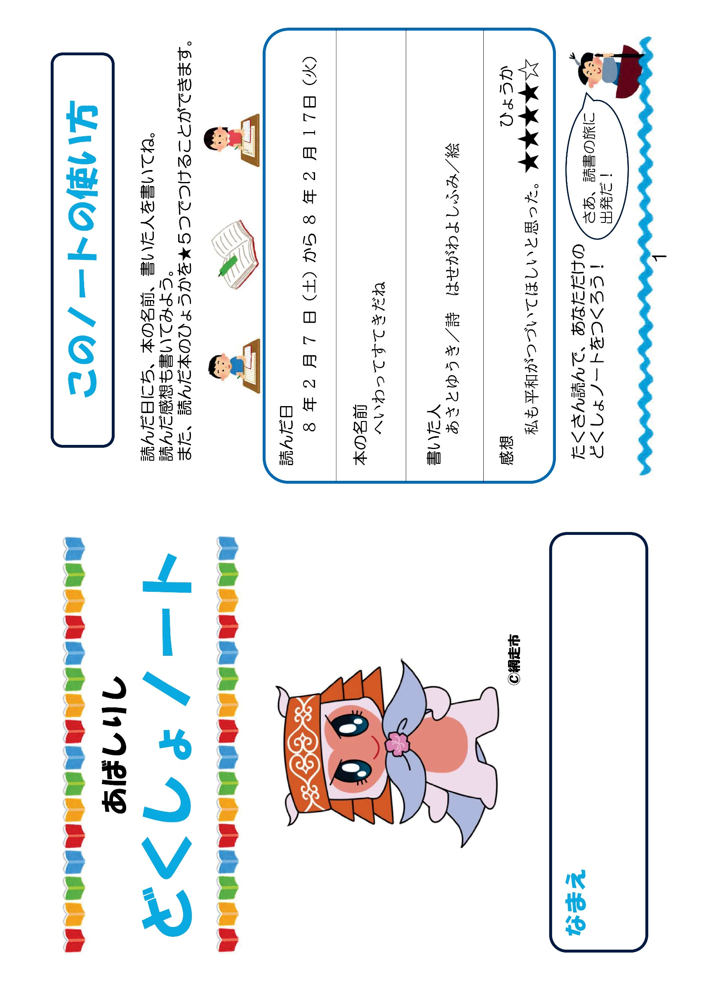 あばしりし
どくしょノート
©網走市
なまえ
このノートの使い方
読んだ日にち、本の名前、書いた人を書いてね。
読んだ感想も書いてみよう。
また、読んだ本のひょうかを★５つでつけることができます。
読んだ日
８ 年 ２ 月 ７ 日（土）から ８ 年 ２ 月 １７日（火）
本の名前
へいわってすてきだね
書いた人
あさとゆうき／詩　はせがわよしふみ／絵
感想
ひょうか
私も平和がつづいてほしいと思った。
★★★★☆
たくさん読んで、あなただけの
どくしょノートをつくろう！
さあ、読書の旅に
出発だ！
1